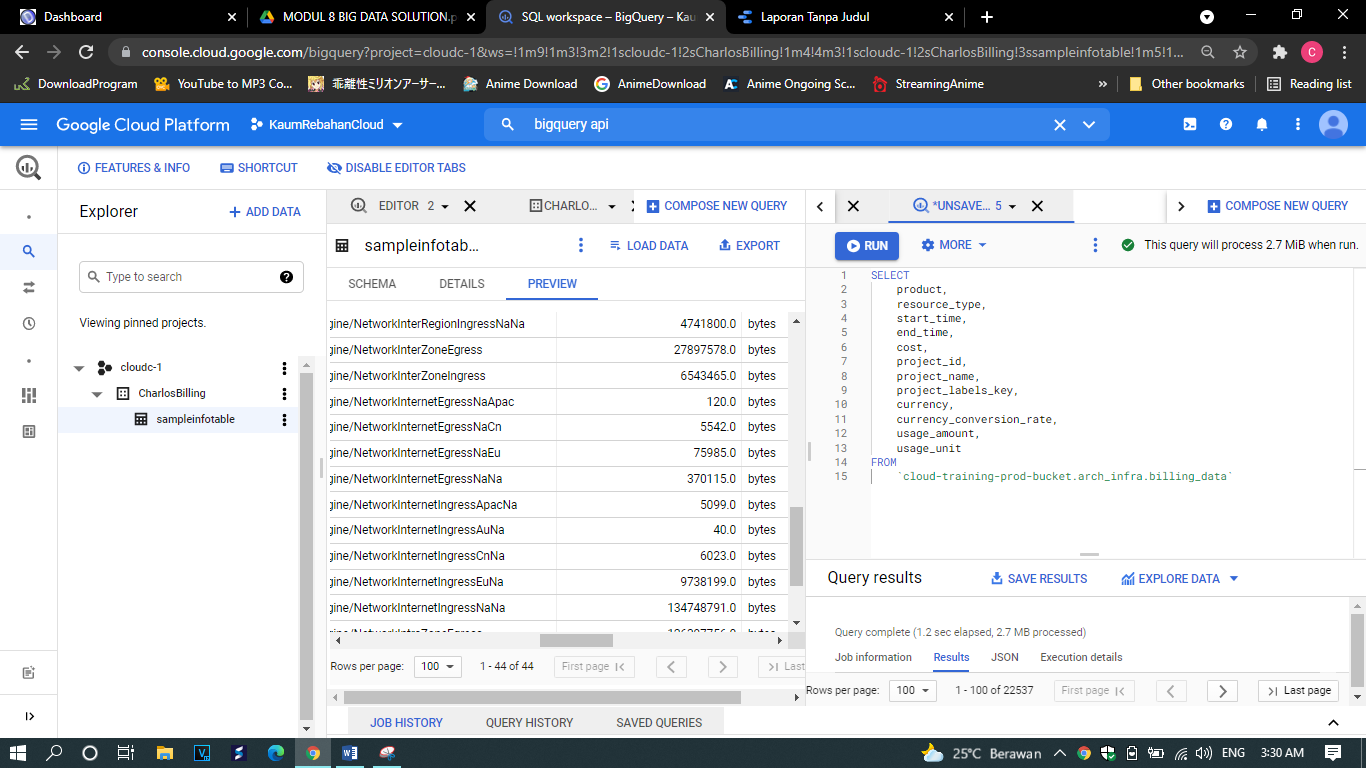 Dashboard
MODUL 8 BIG DATA SOLUTION.p
SQL workspace – BigQuery – Kau
Laporan Tanpa Judul
console.cloud.google.com/bigquery?project=cloudc-1&ws=!1m9!1m3!3m2!1scloudc-1!2sCharlosBilling!1m4!4m3!1scloudc-1!2sCharlosBilling!3ssampleinfotable!1m5!1...
C
DownloadProgram
YouTube to MP3 Co...
乖離性ミリオンアーサー...
Anime Download
AnimeDownload
Anime Ongoing Sc...
StreamingAnime
»
Other bookmarks
Reading list
Google Cloud Platform
KaumRebahanCloud
bigquery api
FEATURES & INFO
SHORTCUT
DISABLE EDITOR TABS
Explorer
+ ADD DATA
Type to search
Viewing pinned projects.
cloudc-1
CharlosBilling
sampleinfotable
EDITOR 2
CHARLO...
COMPOSE NEW QUERY
sampleinfotab...
LOAD DATA
EXPORT
SCHEMA
DETAILS
PREVIEW
gine/NetworkInterRegionIngressNaNa 4741800.0 bytes
gine/NetworkInterZoneEgress 27897578.0 bytes
gine/NetworkInterZoneIngress 6543465.0 bytes
gine/NetworkInternetEgressNaApac 120.0 bytes
gine/NetworkInternetEgressNaCn 5542.0 bytes
gine/NetworkInternetEgressNaEu 75985.0 bytes
gine/NetworkInternetEgressNaNa 370115.0 bytes
gine/NetworkInternetIngressApacNa 5099.0 bytes
gine/NetworkInternetIngressAuNa 40.0 bytes
gine/NetworkInternetIngressCnNa 6023.0 bytes
gine/NetworkInternetIngressEuNa 9738199.0 bytes
gine/NetworkInternetIngressNaNa 134748791.0 bytes
Rows per page: 100 1 - 44 of 44 First page Last
JOB HISTORY
QUERY HISTORY
SAVED QUERIES
*UNSAVE... 5
COMPOSE NEW QUERY
RUN
MORE
This query will process 2.7 MiB when run.
1 SELECT
2 product,
3 resource_type,
4 start_time,
5 end_time,
6 cost,
7 project_id,
8 project_name,
9 project_labels_key,
10 currency,
11 currency_conversion_rate,
12 usage_amount,
13 usage_unit
14 FROM
15 `cloud-training-prod-bucket.arch_infra.billing_data`
Query results
SAVE RESULTS
EXPLORE DATA
Query complete (1.2 sec elapsed, 2.7 MB processed)
Job information
Results
JSON
Execution details
Rows per page: 100 1 - 100 of 22537 First page Last page
25°C Berawan
ENG
3:30 AM